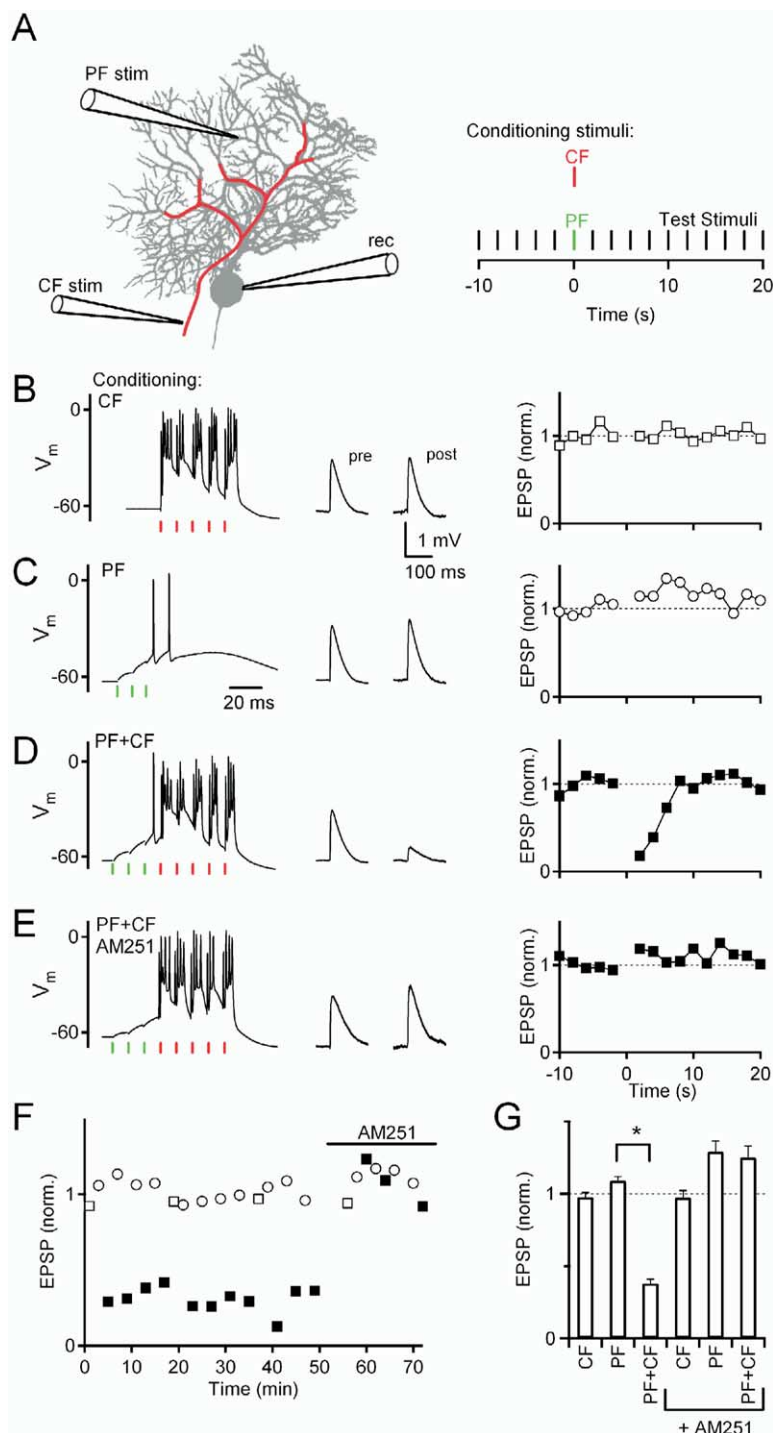 A
PF stim
CF stim
rec
Conditioning stimuli:
CF
PF
Test Stimuli
-10 0 10 20
Time (s)
B
Conditioning:
CF
0
-60
Vm
pre
post
1 mV
100 ms
EPSP (norm.)
1
0
C
PF
0
-60
Vm
20 ms
EPSP (norm.)
1
0
D
PF+CF
0
-60
Vm
EPSP (norm.)
1
0
E
PF+CF
AM251
0
-60
Vm
EPSP (norm.)
1
0
-10 0 10 20
Time (s)
F
AM251
EPSP (norm.)
1
0
0 10 20 30 40 50 60 70
Time (min)
G
*
EPSP (norm.)
1
0
CF
PF
PF+CF
CF
PF
PF+CF
+ AM251